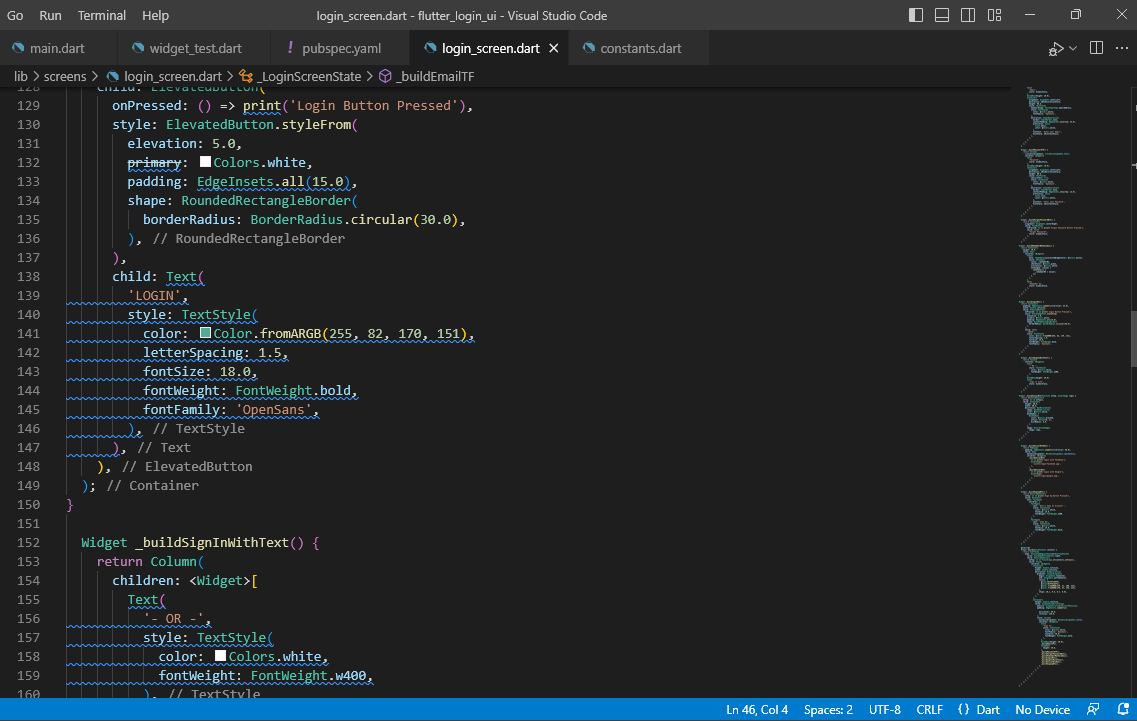 Go Run Terminal Help login_screen.dart - flutter_login_ui - Visual Studio Code
main.dart widget_test.dart ! pubspec.yaml login_screen.dart × constants.dart
lib > screens > login_screen.dart > _LoginScreenState > _buildEmailTF
128 child: ElevatedButton(
129 onPressed: () => print('Login Button Pressed'),
130 style: ElevatedButton.styleFrom(
131 elevation: 5.0,
132 primary: Colors.white,
133 padding: EdgeInsets.all(15.0),
134 shape: RoundedRectangleBorder(
135 borderRadius: BorderRadius.circular(30.0),
136 ), // RoundedRectangleBorder
137 ),
138 child: Text(
139 'LOGIN',
140 style: TextStyle(
141 color: Color.fromARGB(255, 82, 170, 151),
142 letterSpacing: 1.5,
143 fontSize: 18.0,
144 fontWeight: FontWeight.bold,
145 fontFamily: 'OpenSans',
146 ), // TextStyle
147 ), // Text
148 ), // ElevatedButton
149 ); // Container
150 }
151
152 Widget _buildSignInWithText() {
153 return Column(
154 children: <Widget>[
155 Text(
156 '- OR -',
157 style: TextStyle(
158 color: Colors.white,
159 fontWeight: FontWeight.w400,
160 ), // TextStyle
Ln 46, Col 4 Spaces: 2 UTF-8 CRLF {} Dart No Device